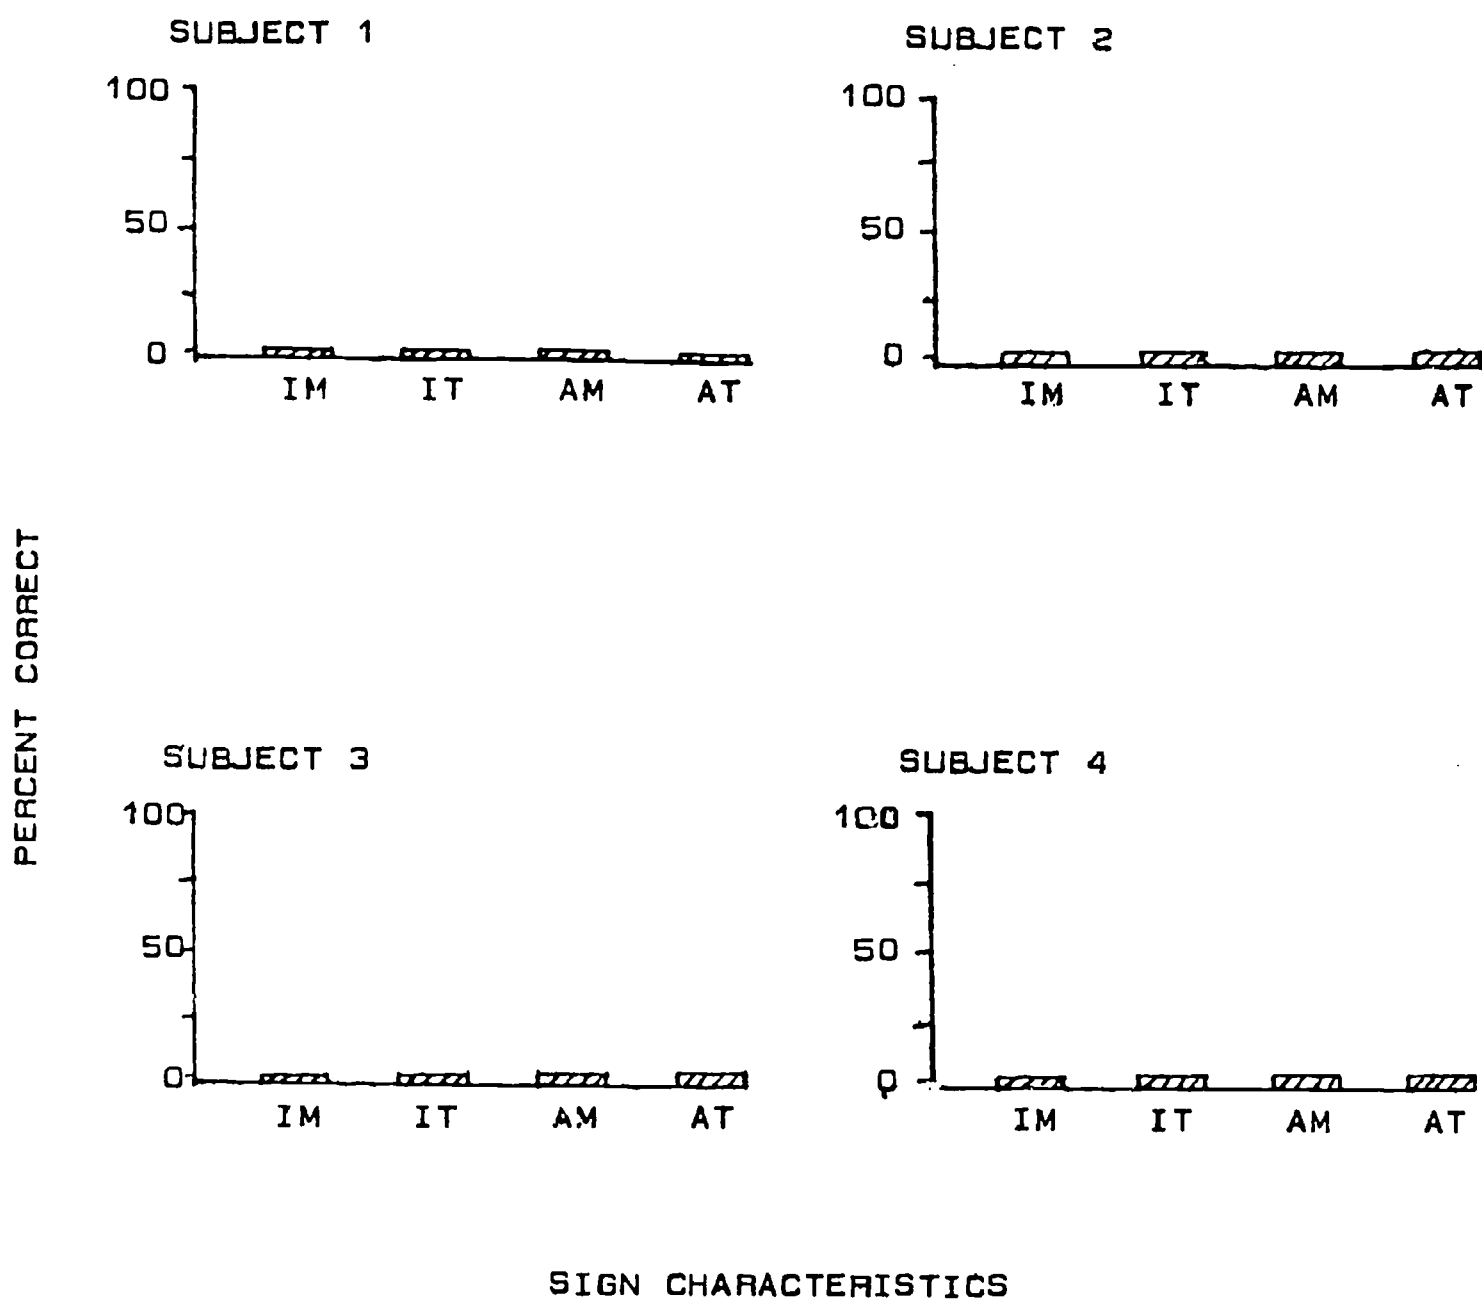 SUBJECT 1
100
50
0
IM IT AM AT
SUBJECT 2
100
50
0
IM IT AM AT
PERCENT CORRECT
SUBJECT 3
100
50
0
IM IT AM AT
SUBJECT 4
100
50
0
IM IT AM AT
SIGN CHARACTERISTICS